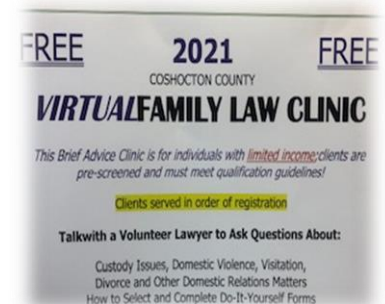 FREE 2021 FREE
COSHOCTON COUNTY
VIRTUALFAMILY LAW CLINIC
This Brief Advice Clinic is for individuals with limited income;clients are
pre-screened and must meet qualification guidelines!
Clients served in order of registration
Talkwith a Volunteer Lawyer to Ask Questions About:
Custody Issues, Domestic Violence, Visitation,
Divorce and Other Domestic Relations Matters
How to Select and Complete Do-It-Yourself Forms